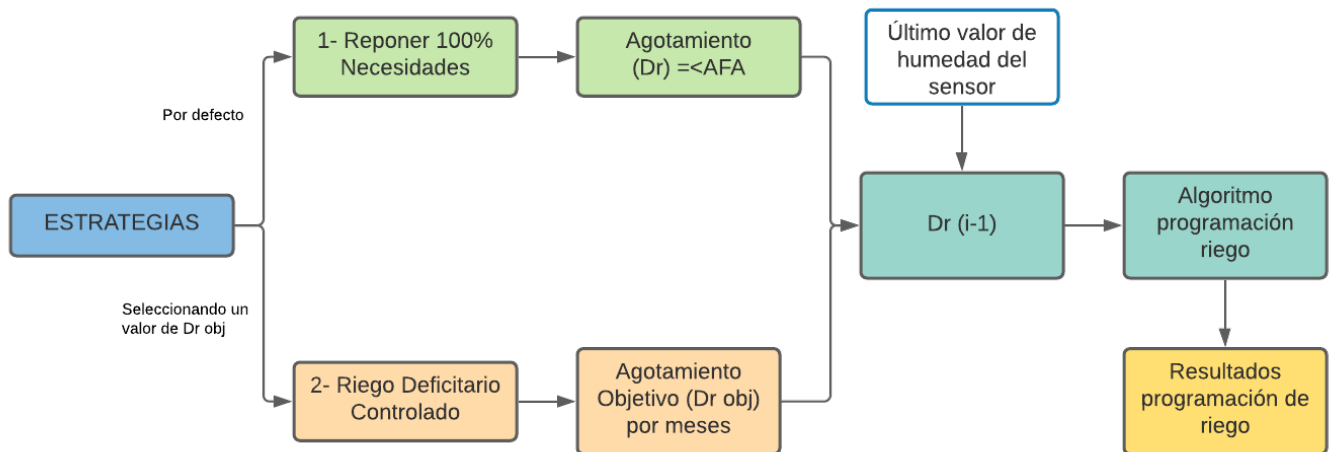 ESTRATEGIAS
Por defecto
1- Reponer 100%
Necesidades
Agotamiento
(Dr) =<AFA
Seleccionando un
valor de Dr obj
2- Riego Deficitario
Controlado
Agotamiento
Objetivo (Dr obj)
por meses
Último valor de
humedad del
sensor
Dr (i-1)
Algoritmo
programación
riego
Resultados
programación de
riego